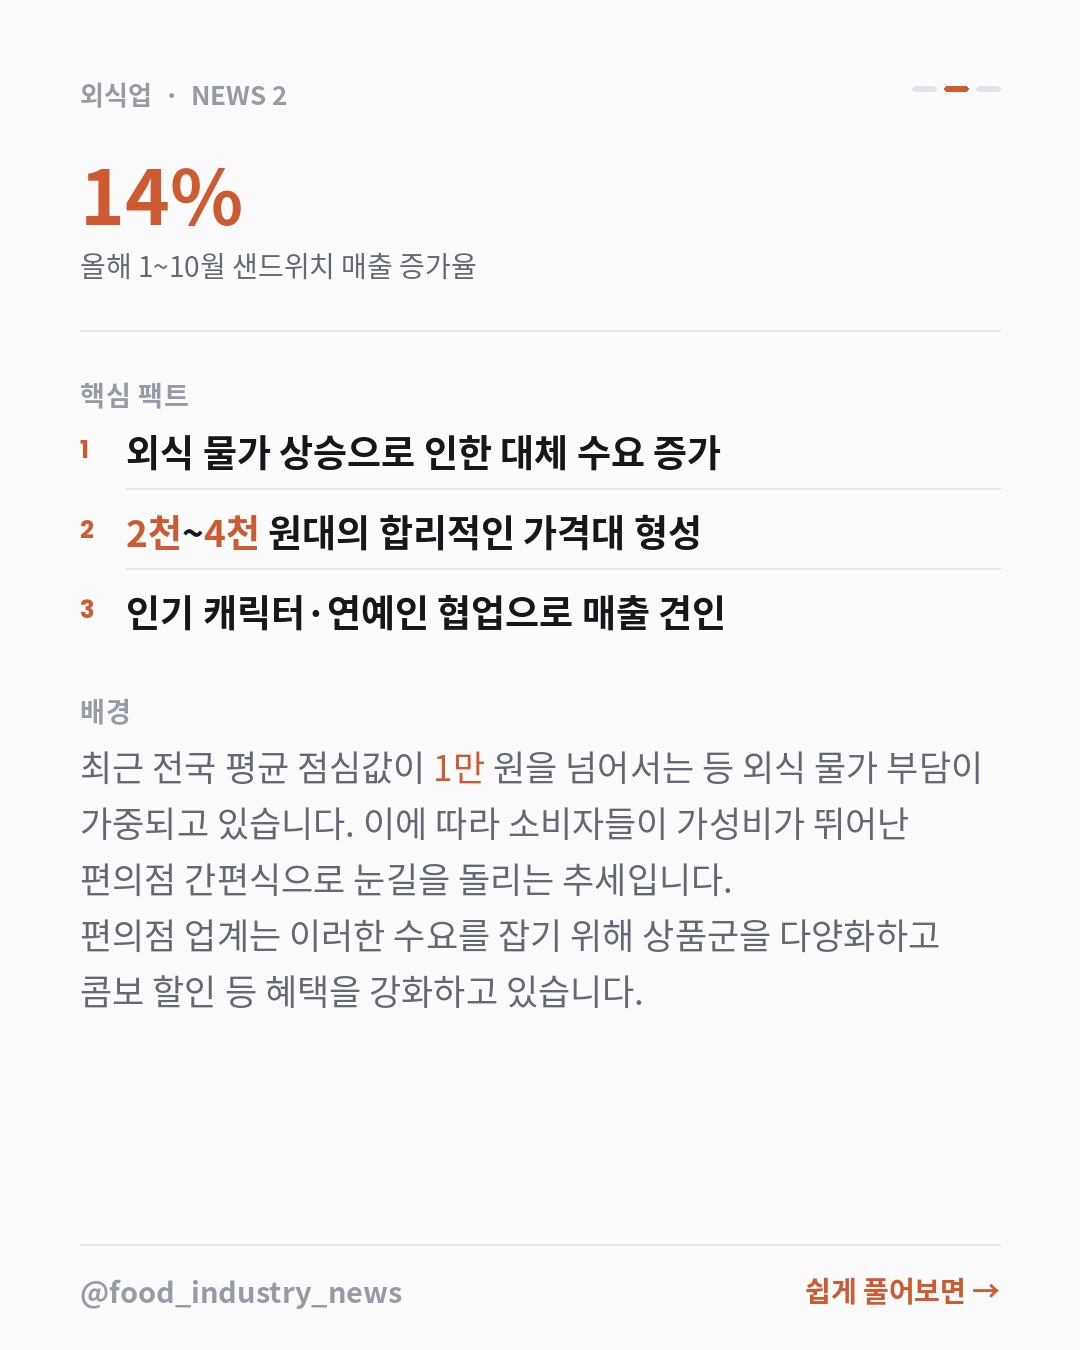 외식업 · NEWS 2
14%
올해 1~10월 샌드위치 매출 증가율
핵심 팩트
1 외식 물가 상승으로 인한 대체 수요 증가
2 2천~4천 원대의 합리적인 가격대 형성
3 인기 캐릭터·연예인 협업으로 매출 견인
배경
최근 전국 평균 점심값이 1만 원을 넘어서는 등 외식 물가 부담이
가중되고 있습니다. 이에 따라 소비자들이 가성비가 뛰어난
편의점 간편식으로 눈길을 돌리는 추세입니다.
편의점 업계는 이러한 수요를 잡기 위해 상품군을 다양화하고
콤보 할인 등 혜택을 강화하고 있습니다.
@food_industry_news
쉽게 풀어보면 →